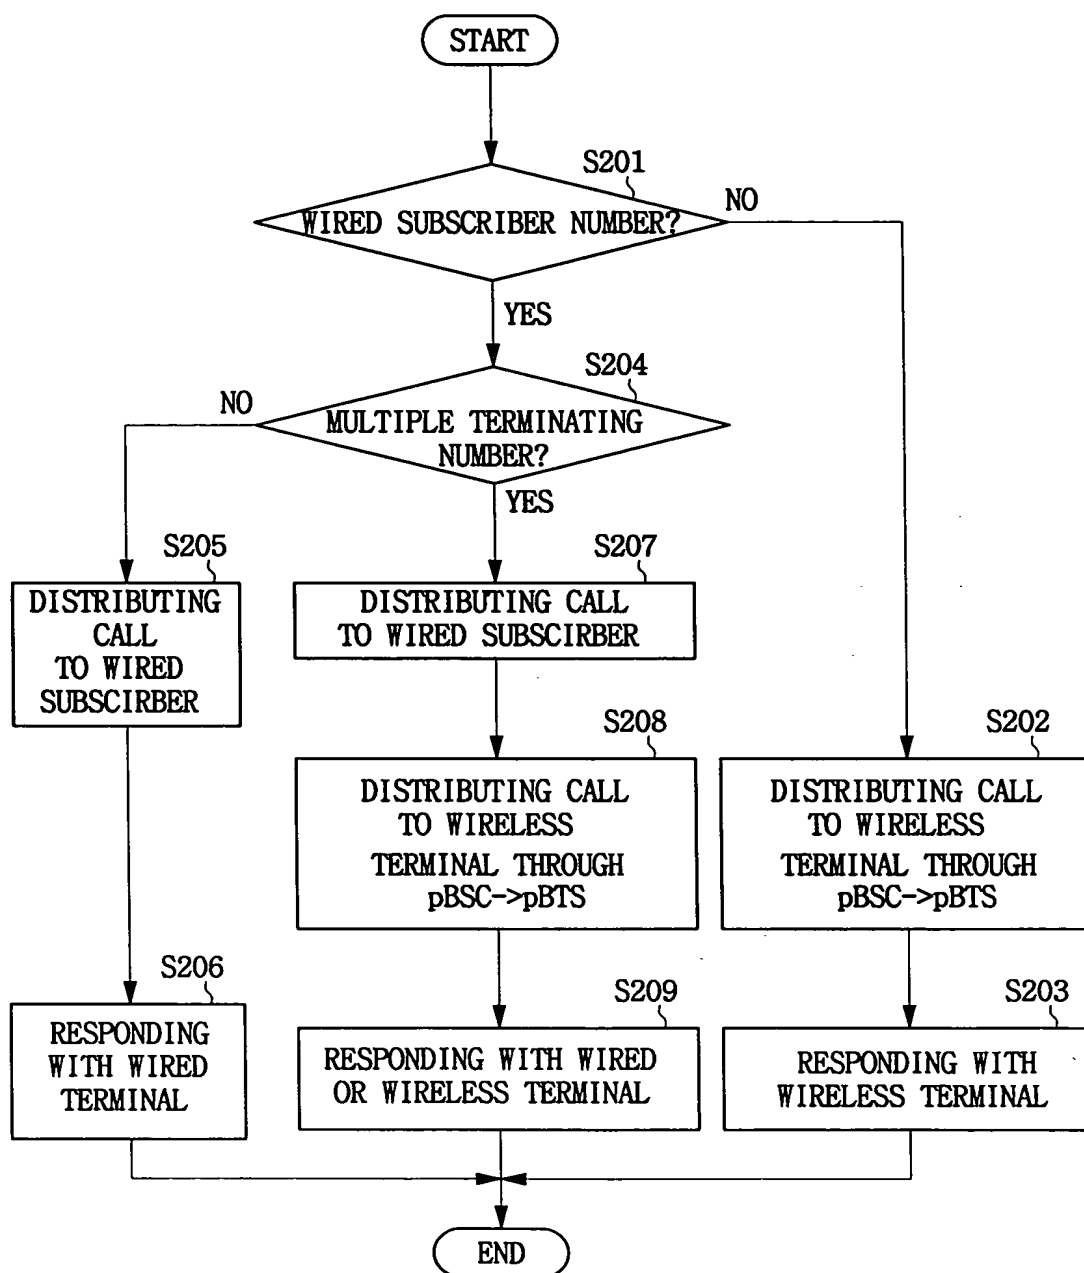 START
S201
WIRED SUBSCRIBER NUMBER?
NO
YES
S204
NO
MULTIPLE TERMINATING
NUMBER?
YES
S205
DISTRIBUTING
CALL
TO WIRED
SUBSCIRBER
S207
DISTRIBUTING CALL
TO WIRED SUBSCIRBER
S208
DISTRIBUTING CALL
TO WIRELESS
TERMINAL THROUGH
pBSC->pBTS
S202
DISTRIBUTING CALL
TO WIRELESS
TERMINAL THROUGH
pBSC->pBTS
S206
RESPONDING
WITH WIRED
TERMINAL
S209
RESPONDING WITH WIRED
OR WIRELESS TERMINAL
S203
RESPONDING WITH
WIRELESS TERMINAL
END